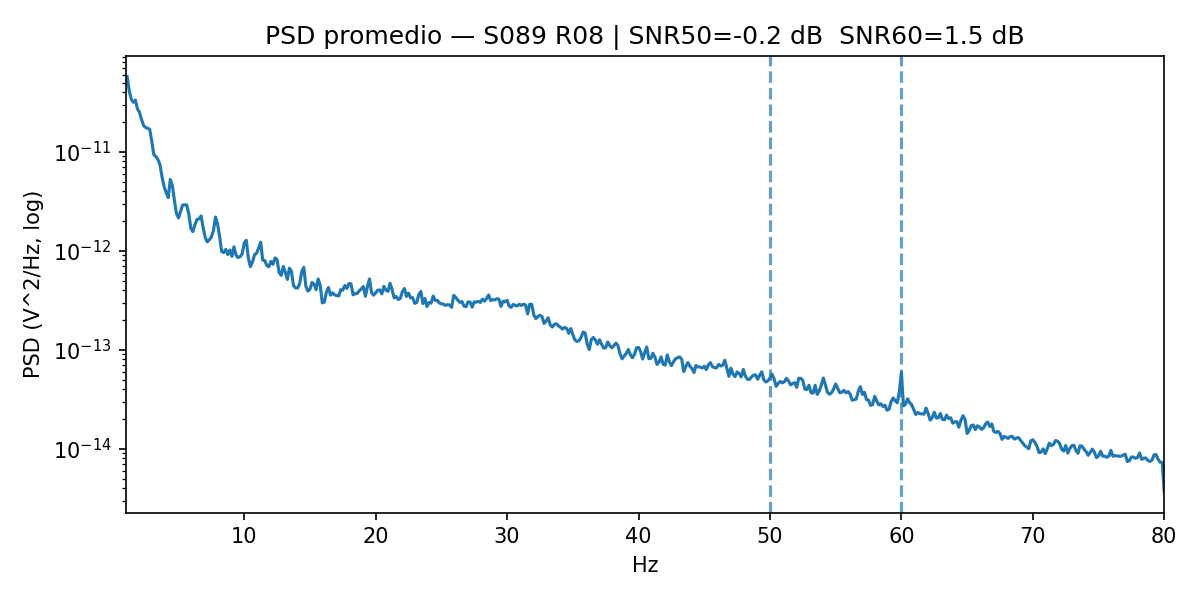 PSD promedio — S089 R08 | SNR50=-0.2 dB  SNR60=1.5 dB
PSD (V^2/Hz, log)
10⁻¹¹
10⁻¹²
10⁻¹³
10⁻¹⁴
10 20 30 40 50 60 70 80
Hz